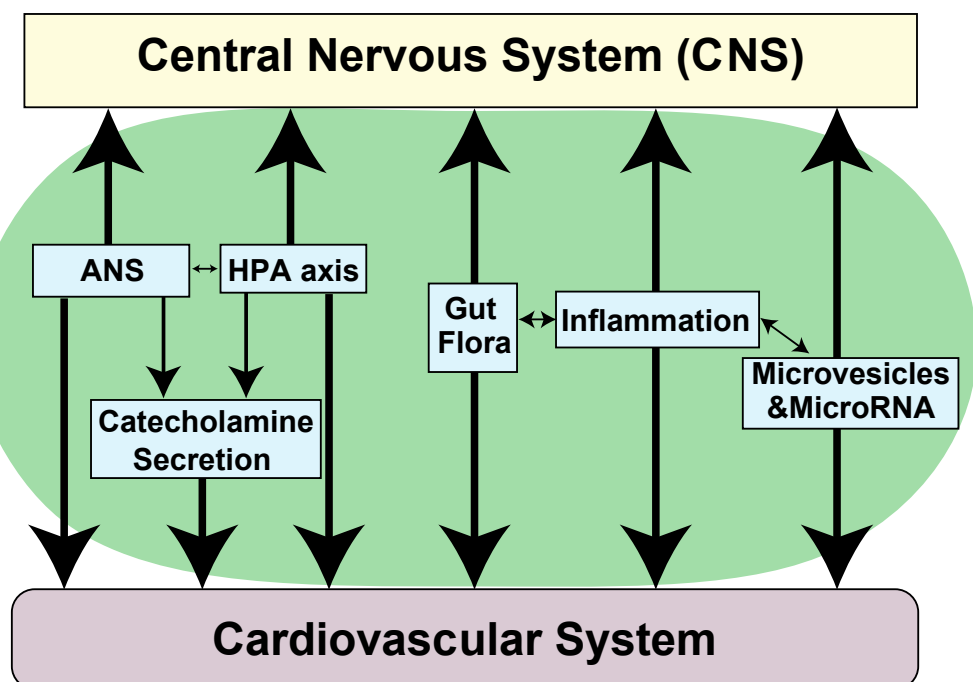 Central Nervous System (CNS)
ANS
HPA axis
Gut
Flora
Inflammation
Microvesicles
&MicroRNA
Catecholamine
Secretion
Cardiovascular System